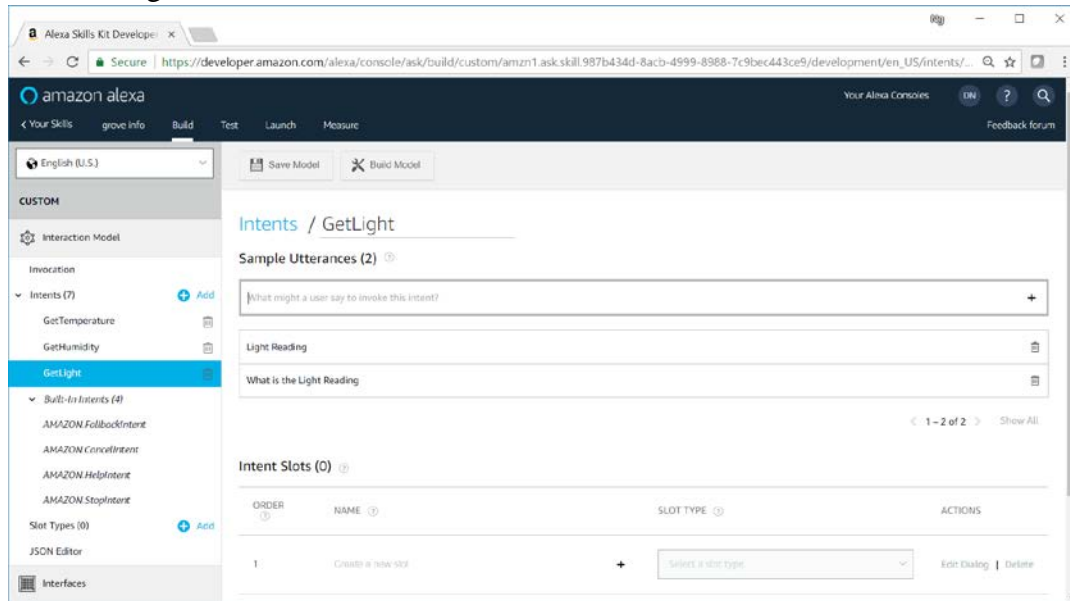 Alexa Skills Kit Develope
Secure https://developer.amazon.com/alexa/console/ask/build/custom/amzn1.ask.skill.987b434d-8acb-4999-8988-7c9bec443ce9/development/en_US/intents/...
amazon alexa
Your Alexa Consoles DN ?
< Your Skills grove info Build Test Launch Measure
Feedback forum
English (U.S.)
Save Model Build Model
CUSTOM
Interaction Model
Intents / GetLight
Sample Utterances (2)
Invocation
Intents (7) Add
What might a user say to invoke this intent? +
GetTemperature
GetHumidity
Light Reading
GetLight
What is the Light Reading
Built-In Intents (4)
AMAZON.FallbackIntent
< 1 – 2 of 2 > Show All
AMAZON.CancelIntent
AMAZON.HelpIntent
Intent Slots (0)
AMAZON.StopIntent
ORDER NAME SLOT TYPE ACTIONS
Slot Types (0) Add
JSON Editor
1 Create a new slot + Select a slot type Edit Dialog | Delete
Interfaces